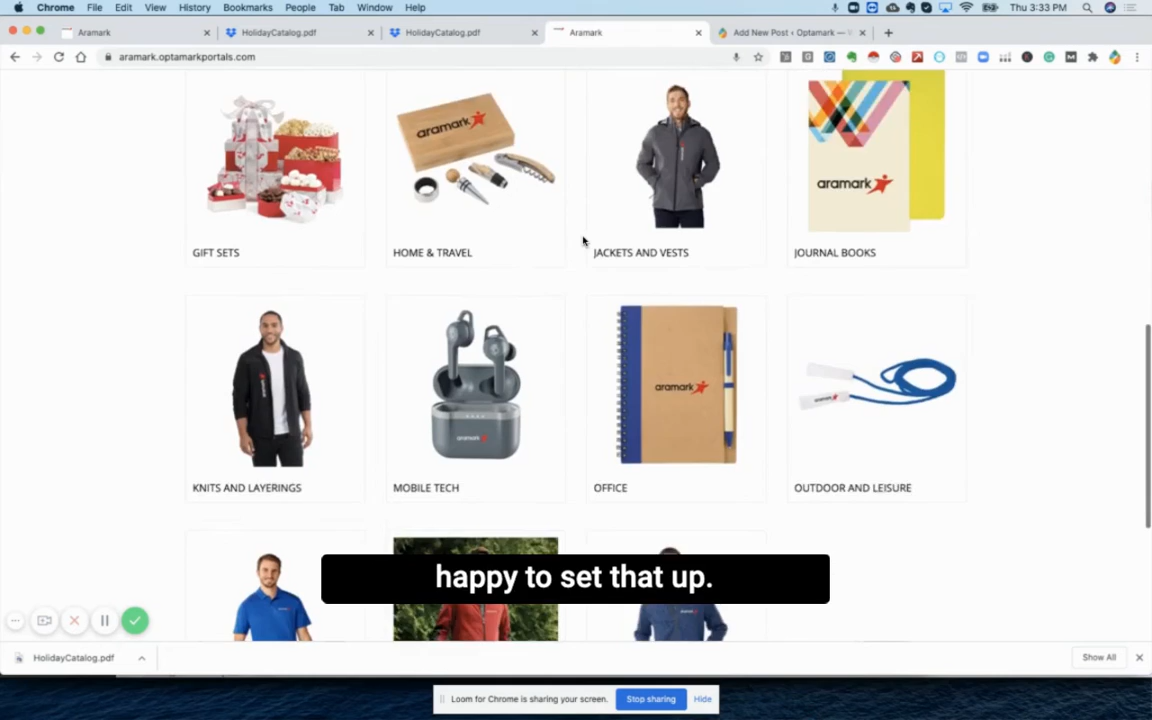 Chrome File Edit View History Bookmarks People Tab Window Help Thu 3:33 PM
Aramark HolidayCatalog.pdf HolidayCatalog.pdf Aramark Add New Post ‹ Optamark —
aramark.optamarkportals.com
aramark
aramark
GIFT SETS HOME & TRAVEL JACKETS AND VESTS JOURNAL BOOKS
aramark
aramark
aramark
KNITS AND LAYERINGS MOBILE TECH OFFICE OUTDOOR AND LEISURE
happy to set that up.
HolidayCatalog.pdf Show All
Loom for Chrome is sharing your screen. Stop sharing Hide